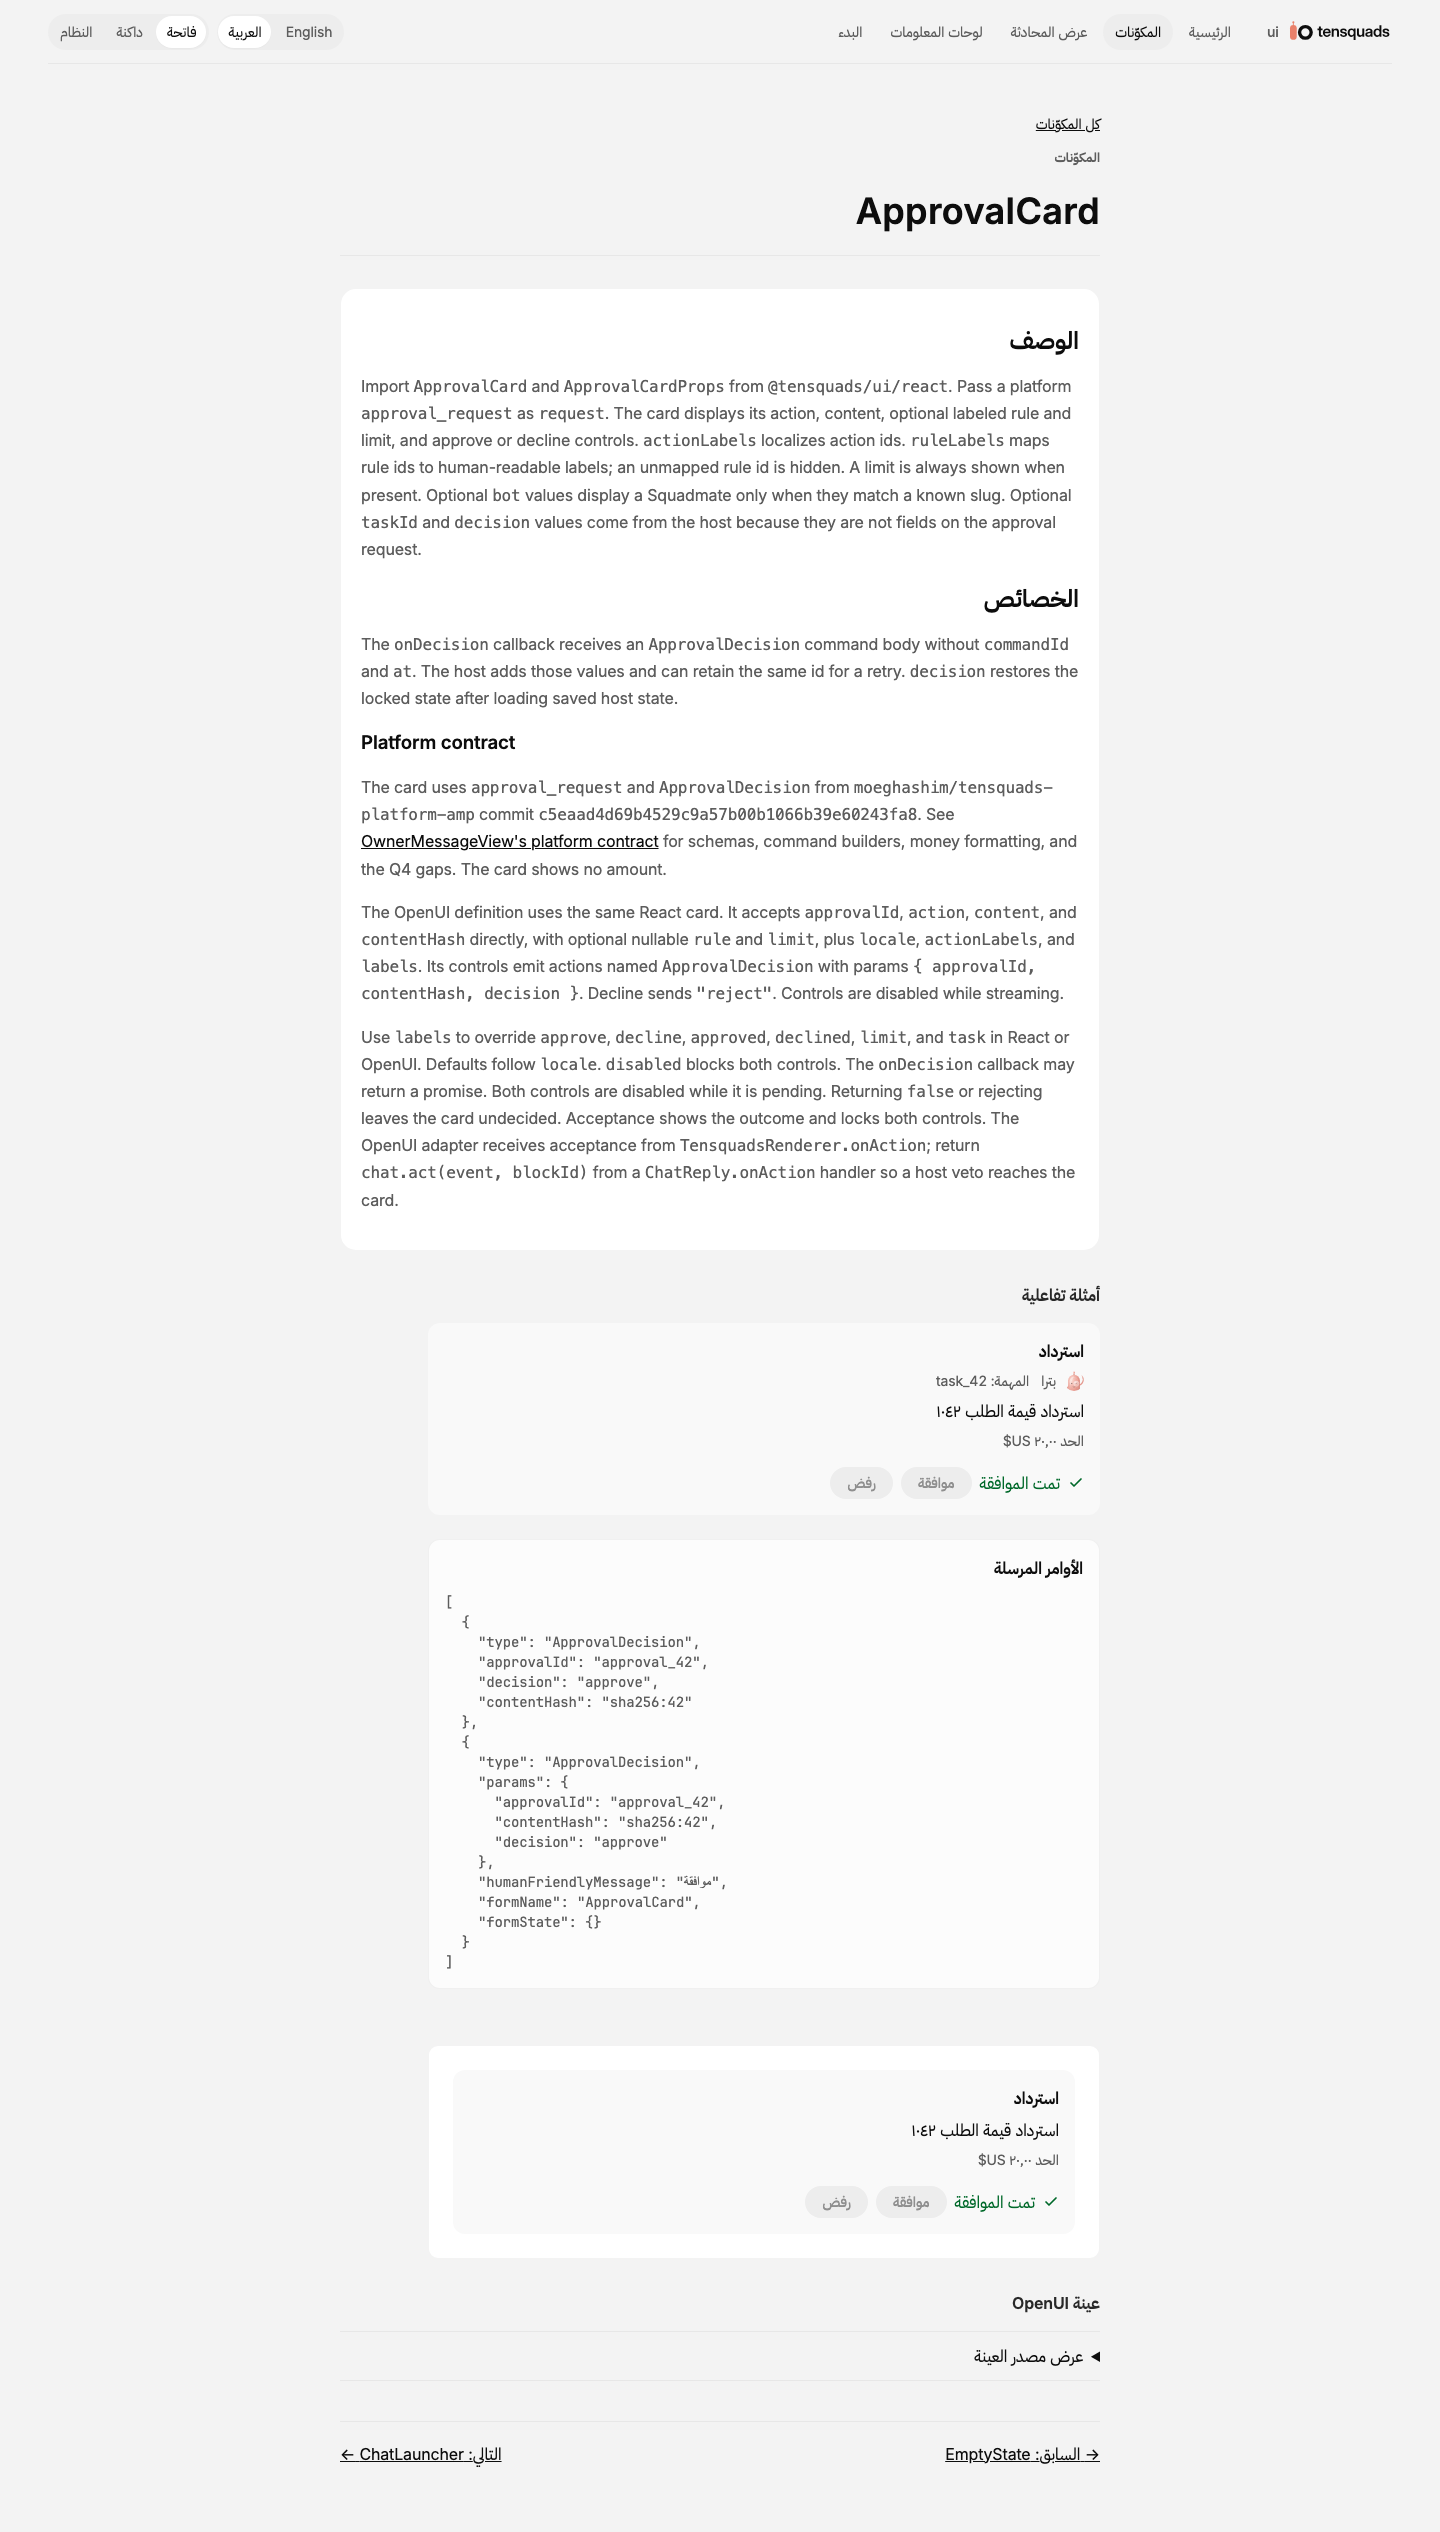 tensquads ui
الرئيسية
المكوّنات
عرض المحادثة
لوحات المعلومات
البدء
English
العربية
فاتحة
داكنة
النظام
كل المكوّنات
المكوّنات
ApprovalCard
الوصف
Import ApprovalCard and ApprovalCardProps from @tensquads/ui/react. Pass a platform
approval_request as request. The card displays its action, content, optional labeled rule and
limit, and approve or decline controls. actionLabels localizes action ids. ruleLabels maps
rule ids to human-readable labels; an unmapped rule id is hidden. A limit is always shown when
present. Optional bot values display a Squadmate only when they match a known slug. Optional
taskId and decision values come from the host because they are not fields on the approval
request.
الخصائص
The onDecision callback receives an ApprovalDecision command body without commandId
and at. The host adds those values and can retain the same id for a retry. decision restores the
locked state after loading saved host state.
Platform contract
The card uses approval_request and ApprovalDecision from moeghashim/tensquads-
platform-amp commit c5eaad4d69b4529c9a57b00b1066b39e60243fa8. See
OwnerMessageView's platform contract for schemas, command builders, money formatting, and
the Q4 gaps. The card shows no amount.
The OpenUI definition uses the same React card. It accepts approvalId, action, content, and
contentHash directly, with optional nullable rule and limit, plus locale, actionLabels, and
labels. Its controls emit actions named ApprovalDecision with params { approvalId,
contentHash, decision }. Decline sends "reject". Controls are disabled while streaming.
Use labels to override approve, decline, approved, declined, limit, and task in React or
OpenUI. Defaults follow locale. disabled blocks both controls. The onDecision callback may
return a promise. Both controls are disabled while it is pending. Returning false or rejecting
leaves the card undecided. Acceptance shows the outcome and locks both controls. The
OpenUI adapter receives acceptance from TensquadsRenderer.onAction; return
chat.act(event, blockId) from a ChatReply.onAction handler so a host veto reaches the
card.
أمثلة تفاعلية
استرداد
بترا المهمة: task_42
استرداد قيمة الطلب ١٠٤٢
الحد ٢٠٫٠٠ US$
✓ تمت الموافقة موافقة رفض
الأوامر المرسلة
[
{
"type": "ApprovalDecision",
"approvalId": "approval_42",
"decision": "approve",
"contentHash": "sha256:42"
},
{
"type": "ApprovalDecision",
"params": {
"approvalId": "approval_42",
"contentHash": "sha256:42",
"decision": "approve"
},
"humanFriendlyMessage": "موافقة",
"formName": "ApprovalCard",
"formState": {}
}
]
استرداد
استرداد قيمة الطلب ١٠٤٢
الحد ٢٠٫٠٠ US$
✓ تمت الموافقة موافقة رفض
عينة OpenUI
عرض مصدر العينة
→ السابق: EmptyState
التالي: ChatLauncher ←